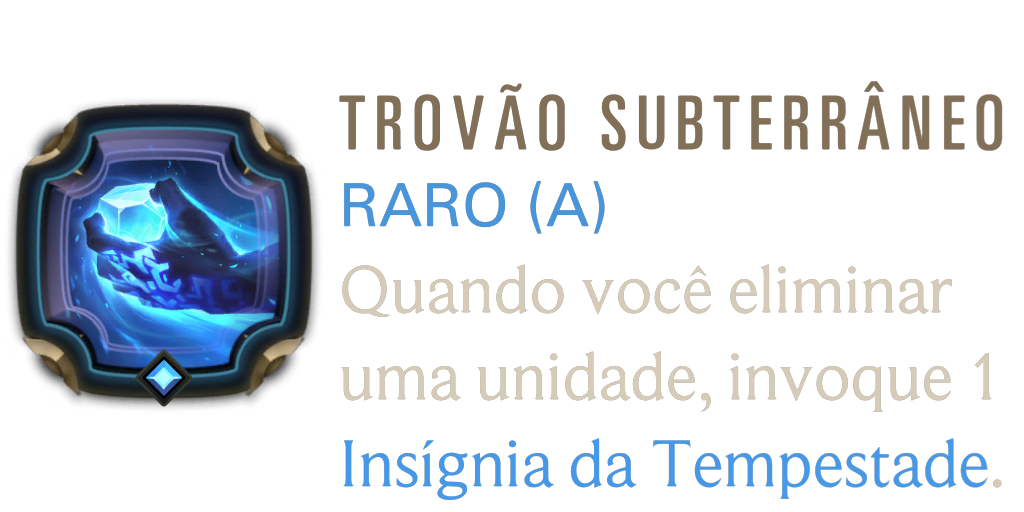 TROVÃO SUBTERRÂNEO
RARO (A)
Quando você eliminar
uma unidade, invoque 1
Insígnia da Tempestade.